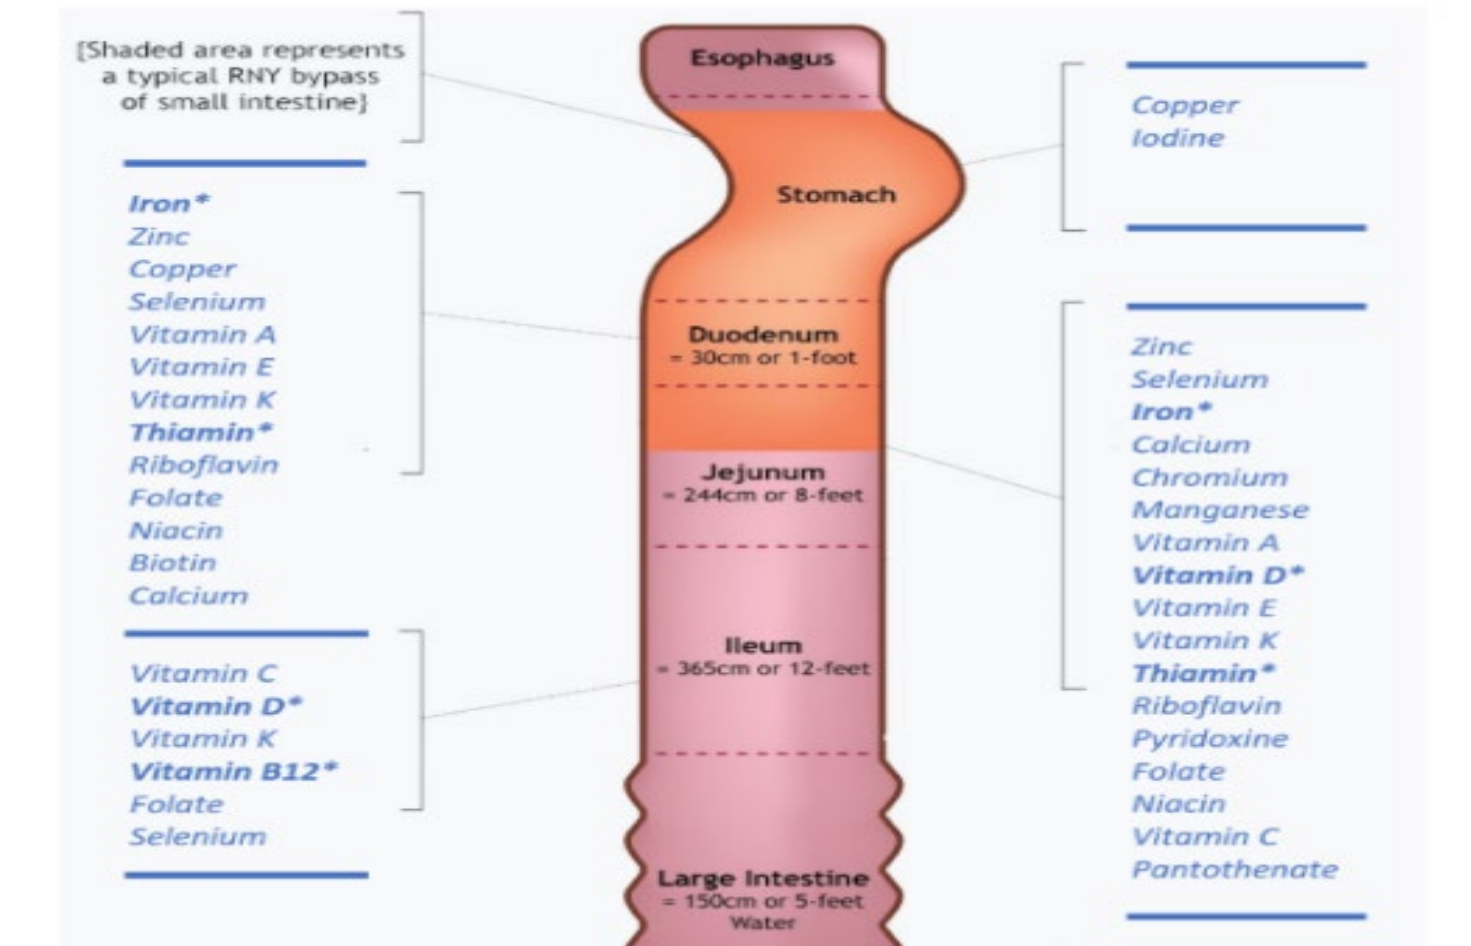 [Shaded area represents
a typical RNY bypass
of small intestine}
Iron*
Zinc
Copper
Selenium
Vitamin A
Vitamin E
Vitamin K
Thiamin*
Riboflavin
Folate
Niacin
Biotin
Calcium
Vitamin C
Vitamin D*
Vitamin K
Vitamin B12*
Folate
Selenium
Esophagus
Stomach
Duodenum
= 30cm or 1-foot
Jejunum
= 244cm or 8-feet
Ileum
= 365cm or 12-feet
Large Intestine
= 150cm or 5-feet
Water
Copper
Iodine
Zinc
Selenium
Iron*
Calcium
Chromium
Manganese
Vitamin A
Vitamin D*
Vitamin E
Vitamin K
Thiamin*
Riboflavin
Pyridoxine
Folate
Niacin
Vitamin C
Pantothenate